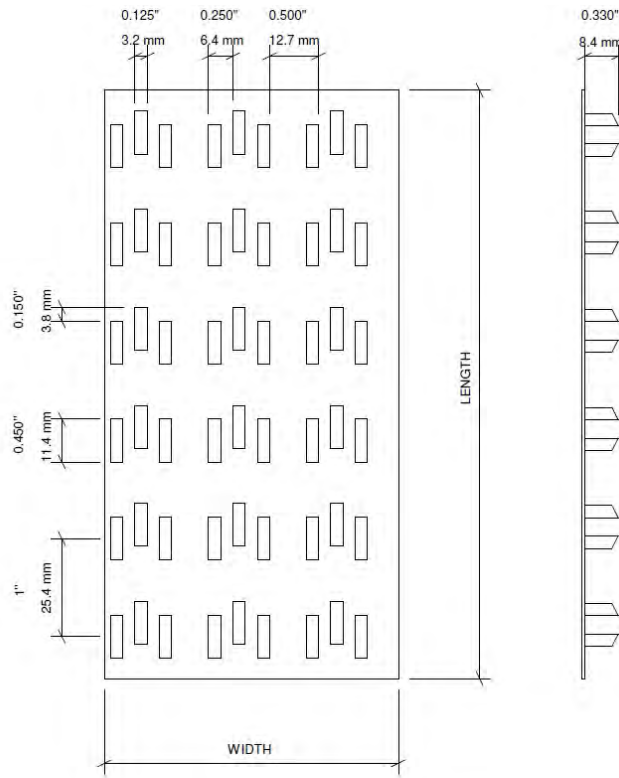 0.125" 0.250" 0.500" 0.330"
3.2 mm 6.4 mm 12.7 mm 8.4 mm
0.150"
3.8 mm
LENGTH
0.450"
11.4 mm
1"
25.4 mm
WIDTH